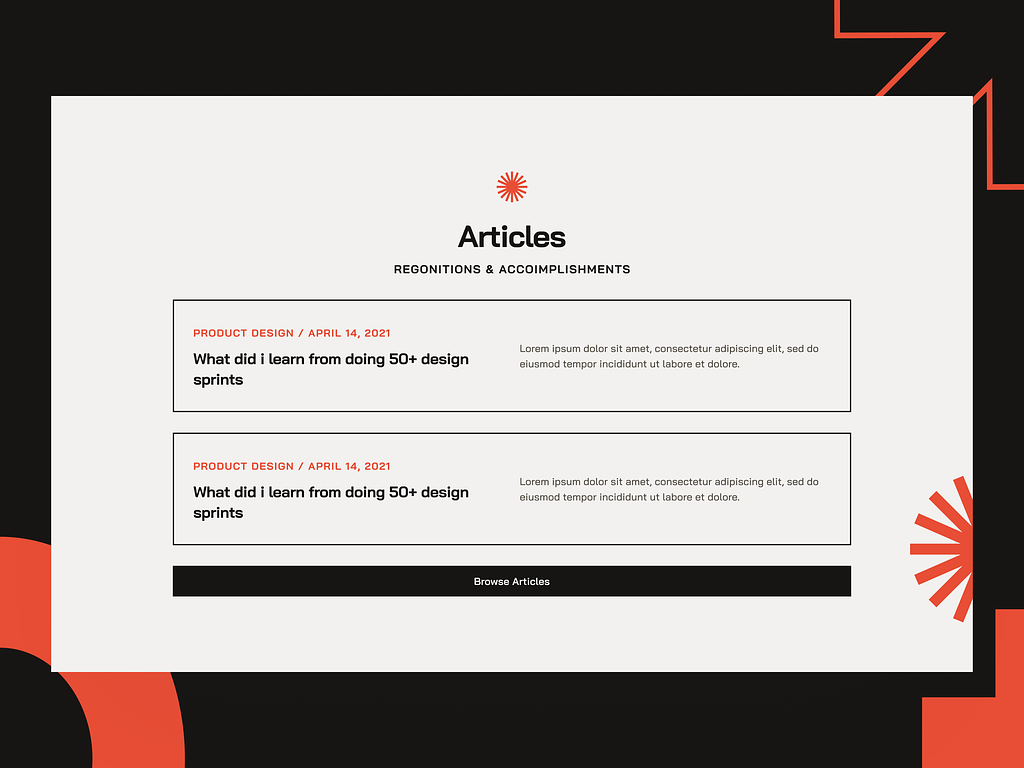 Articles
REGONITIONS & ACCOIMPLISHMENTS
PRODUCT DESIGN / APRIL 14, 2021
What did i learn from doing 50+ design
sprints
Lorem ipsum dolor sit amet, consectetur adipiscing elit, sed do
eiusmod tempor incididunt ut labore et dolore.
PRODUCT DESIGN / APRIL 14, 2021
What did i learn from doing 50+ design
sprints
Lorem ipsum dolor sit amet, consectetur adipiscing elit, sed do
eiusmod tempor incididunt ut labore et dolore.
Browse Articles